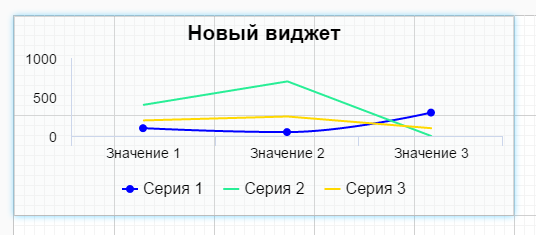 Новый виджет
1000
500
0
Значение 1 Значение 2 Значение 3
Серия 1 Серия 2 Серия 3